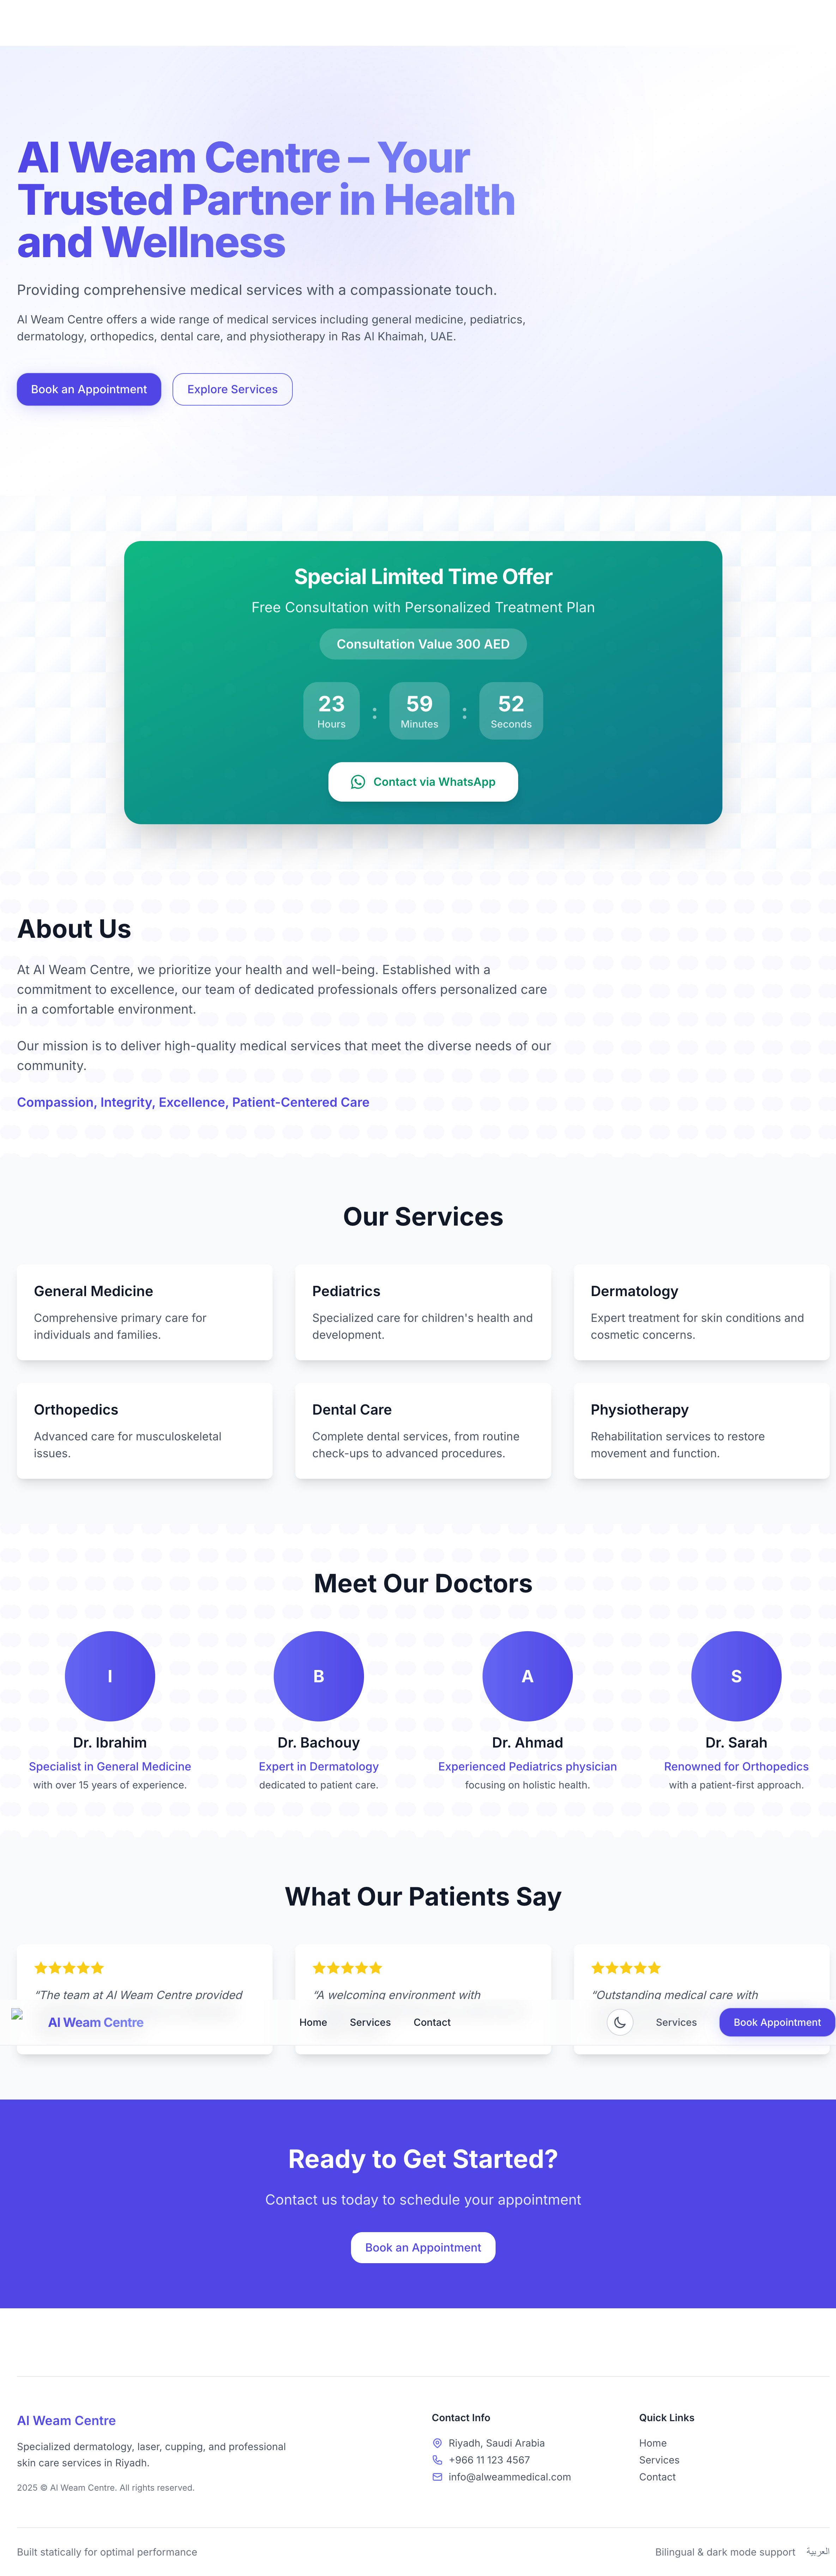 Al Weam Centre – Your
Trusted Partner in Health
and Wellness
Providing comprehensive medical services with a compassionate touch.
Al Weam Centre offers a wide range of medical services including general medicine, pediatrics,
dermatology, orthopedics, dental care, and physiotherapy in Ras Al Khaimah, UAE.
Book an Appointment
Explore Services
Special Limited Time Offer
Free Consultation with Personalized Treatment Plan
Consultation Value 300 AED
23 : 59 : 52
Hours Minutes Seconds
Contact via WhatsApp
About Us
At Al Weam Centre, we prioritize your health and well-being. Established with a
commitment to excellence, our team of dedicated professionals offers personalized care
in a comfortable environment.
Our mission is to deliver high-quality medical services that meet the diverse needs of our
community.
Compassion, Integrity, Excellence, Patient-Centered Care
Our Services
General Medicine
Comprehensive primary care for
individuals and families.
Pediatrics
Specialized care for children's health and
development.
Dermatology
Expert treatment for skin conditions and
cosmetic concerns.
Orthopedics
Advanced care for musculoskeletal
issues.
Dental Care
Complete dental services, from routine
check-ups to advanced procedures.
Physiotherapy
Rehabilitation services to restore
movement and function.
Meet Our Doctors
I
Dr. Ibrahim
Specialist in General Medicine
with over 15 years of experience.
B
Dr. Bachouy
Expert in Dermatology
dedicated to patient care.
A
Dr. Ahmad
Experienced Pediatrics physician
focusing on holistic health.
S
Dr. Sarah
Renowned for Orthopedics
with a patient-first approach.
What Our Patients Say
“The team at Al Weam Centre provided
“A welcoming environment with
“Outstanding medical care with
Al Weam Centre
Home
Services
Contact
Services
Book Appointment
Ready to Get Started?
Contact us today to schedule your appointment
Book an Appointment
Al Weam Centre
Specialized dermatology, laser, cupping, and professional
skin care services in Riyadh.
2025 © Al Weam Centre. All rights reserved.
Contact Info
Riyadh, Saudi Arabia
+966 11 123 4567
info@alweammedical.com
Quick Links
Home
Services
Contact
Built statically for optimal performance
Bilingual & dark mode support
العربية